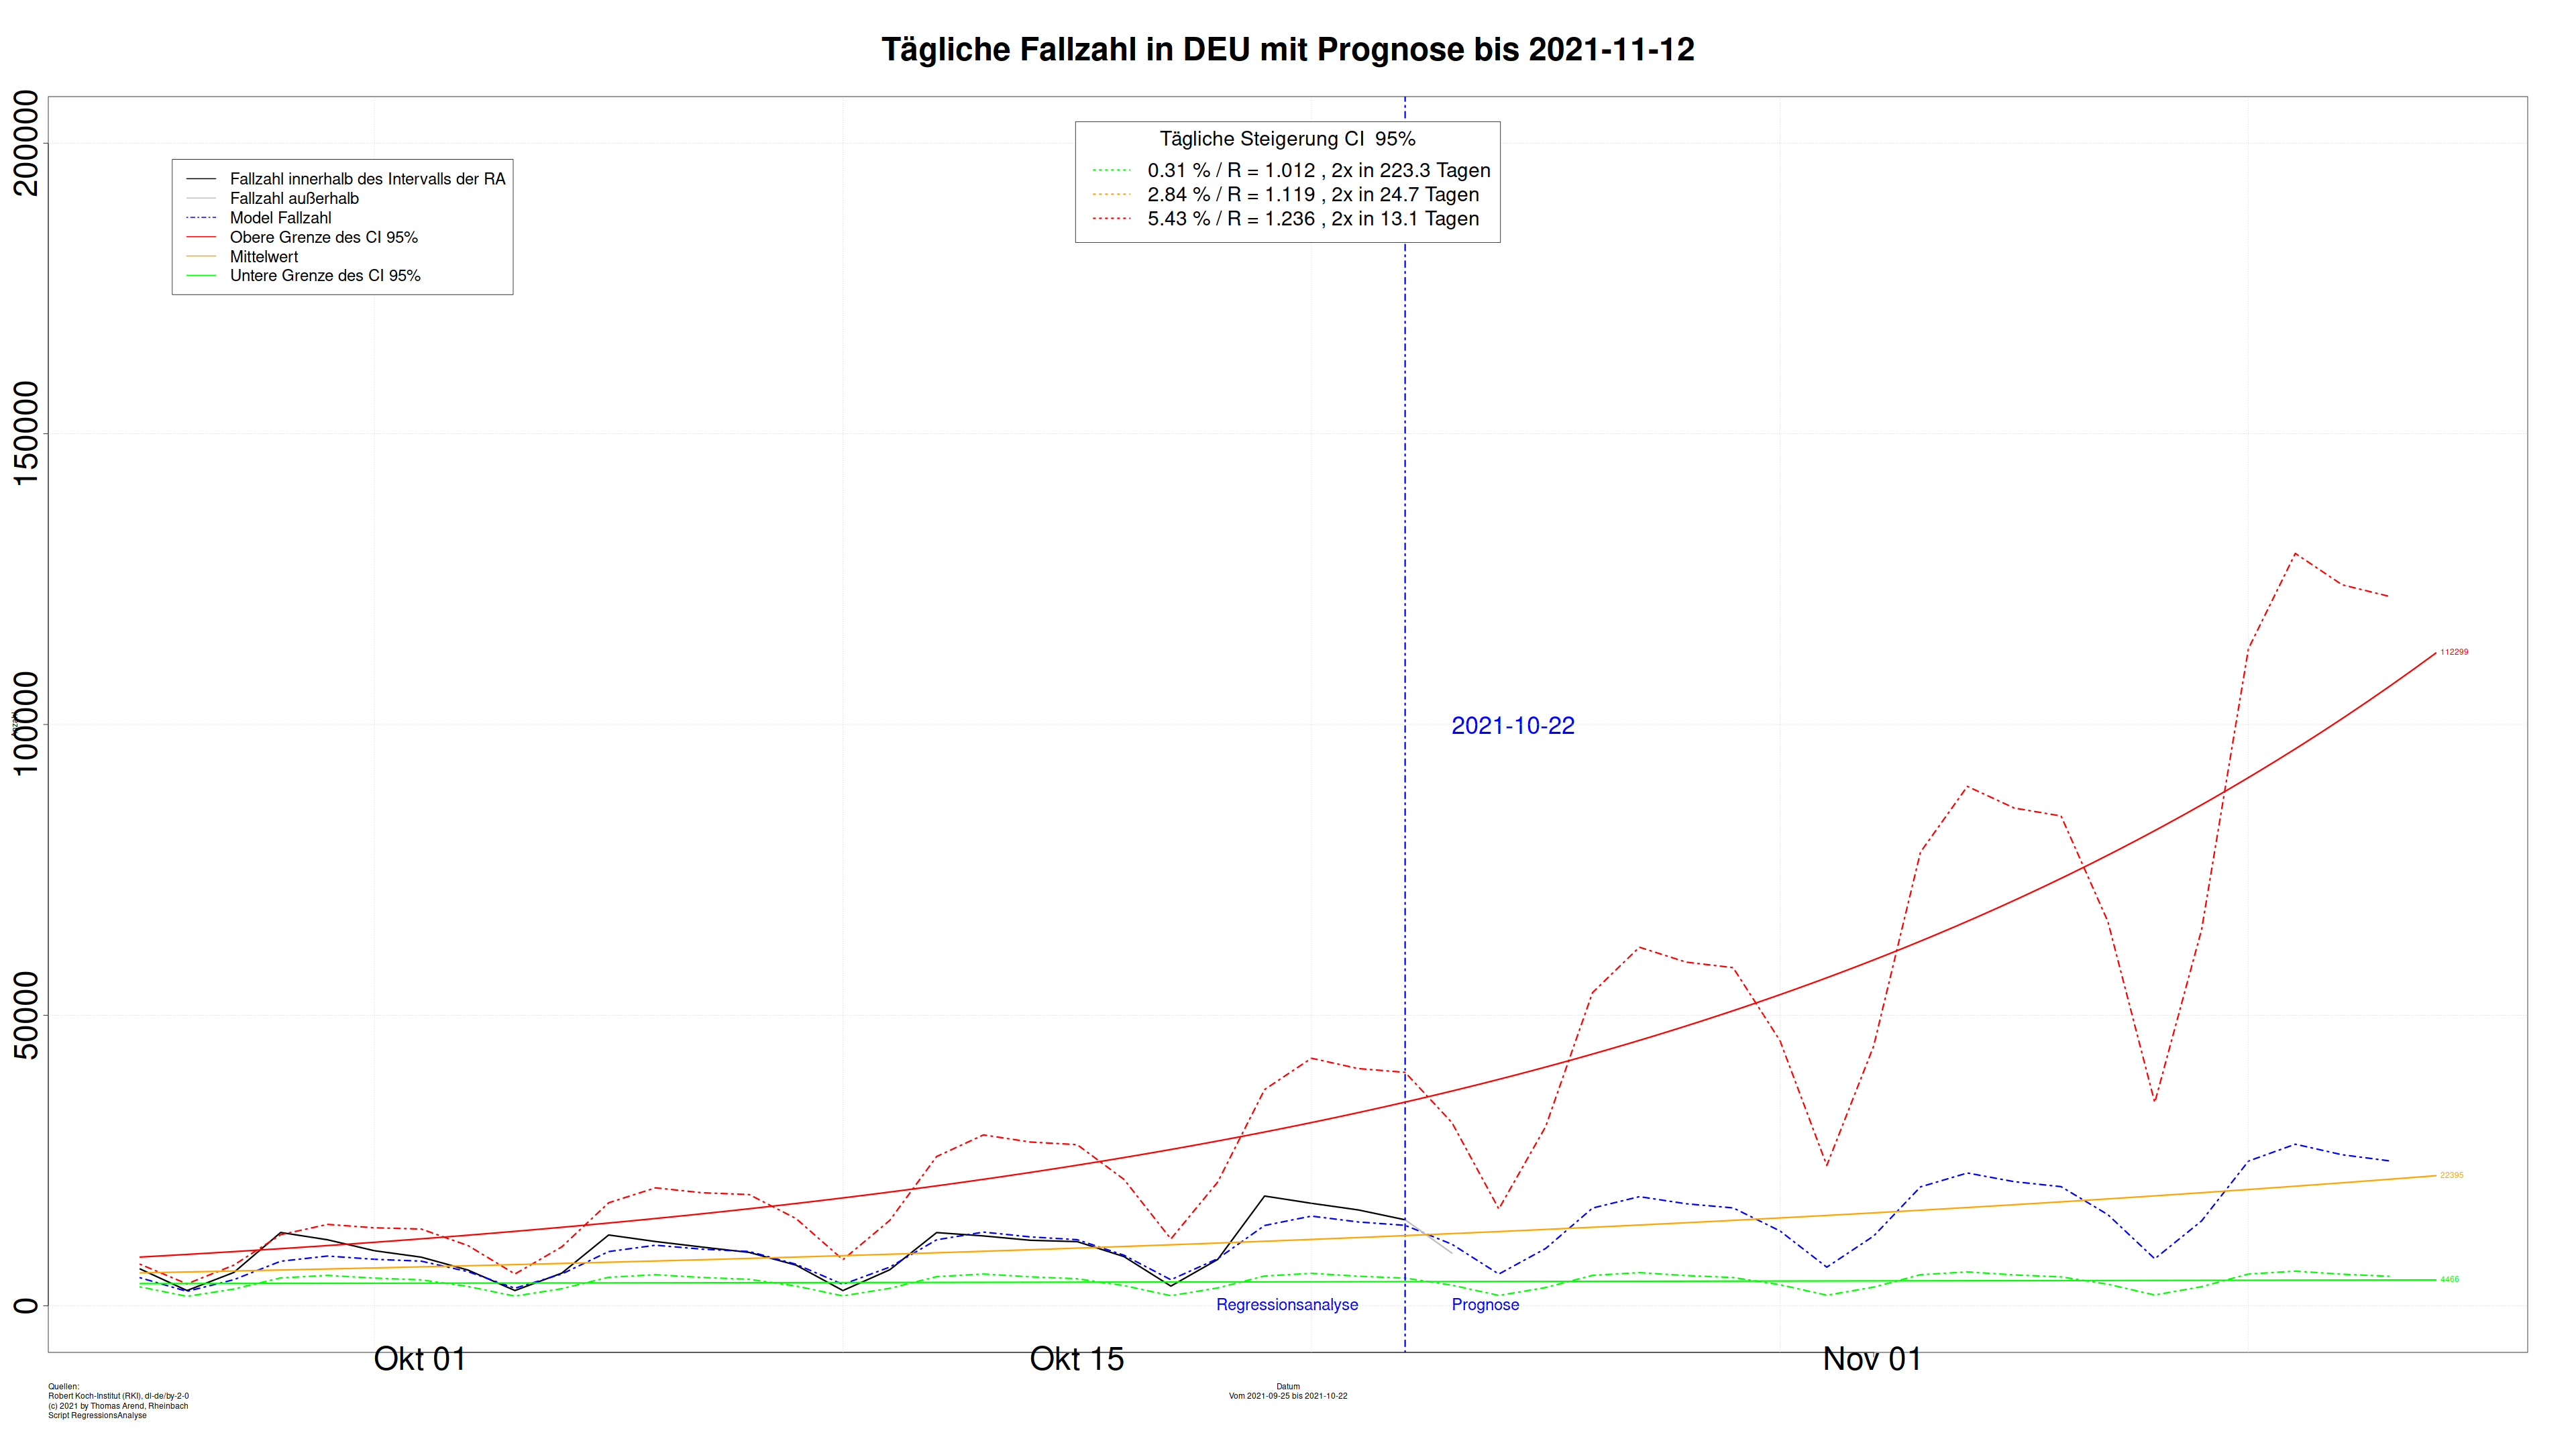 Tägliche Fallzahl in DEU mit Prognose bis 2021-11-12
200000
150000
100000
50000
0
Anzahl
Fallzahl innerhalb des Intervalls der RA
Fallzahl außerhalb
Model Fallzahl
Obere Grenze des CI 95%
Mittelwert
Untere Grenze des CI 95%
Tägliche Steigerung CI  95%
0.31 % / R = 1.012 , 2x in 223.3 Tagen
2.84 % / R = 1.119 , 2x in 24.7 Tagen
5.43 % / R = 1.236 , 2x in 13.1 Tagen
112299
2021-10-22
22395
4466
Regressionsanalyse
Prognose
Okt 01
Okt 15
Nov 01
Datum
Vom 2021-09-25 bis 2021-10-22
Quellen:
Robert Koch-Institut (RKI), dl-de/by-2-0
(c) 2021 by Thomas Arend, Rheinbach
Script RegressionsAnalyse